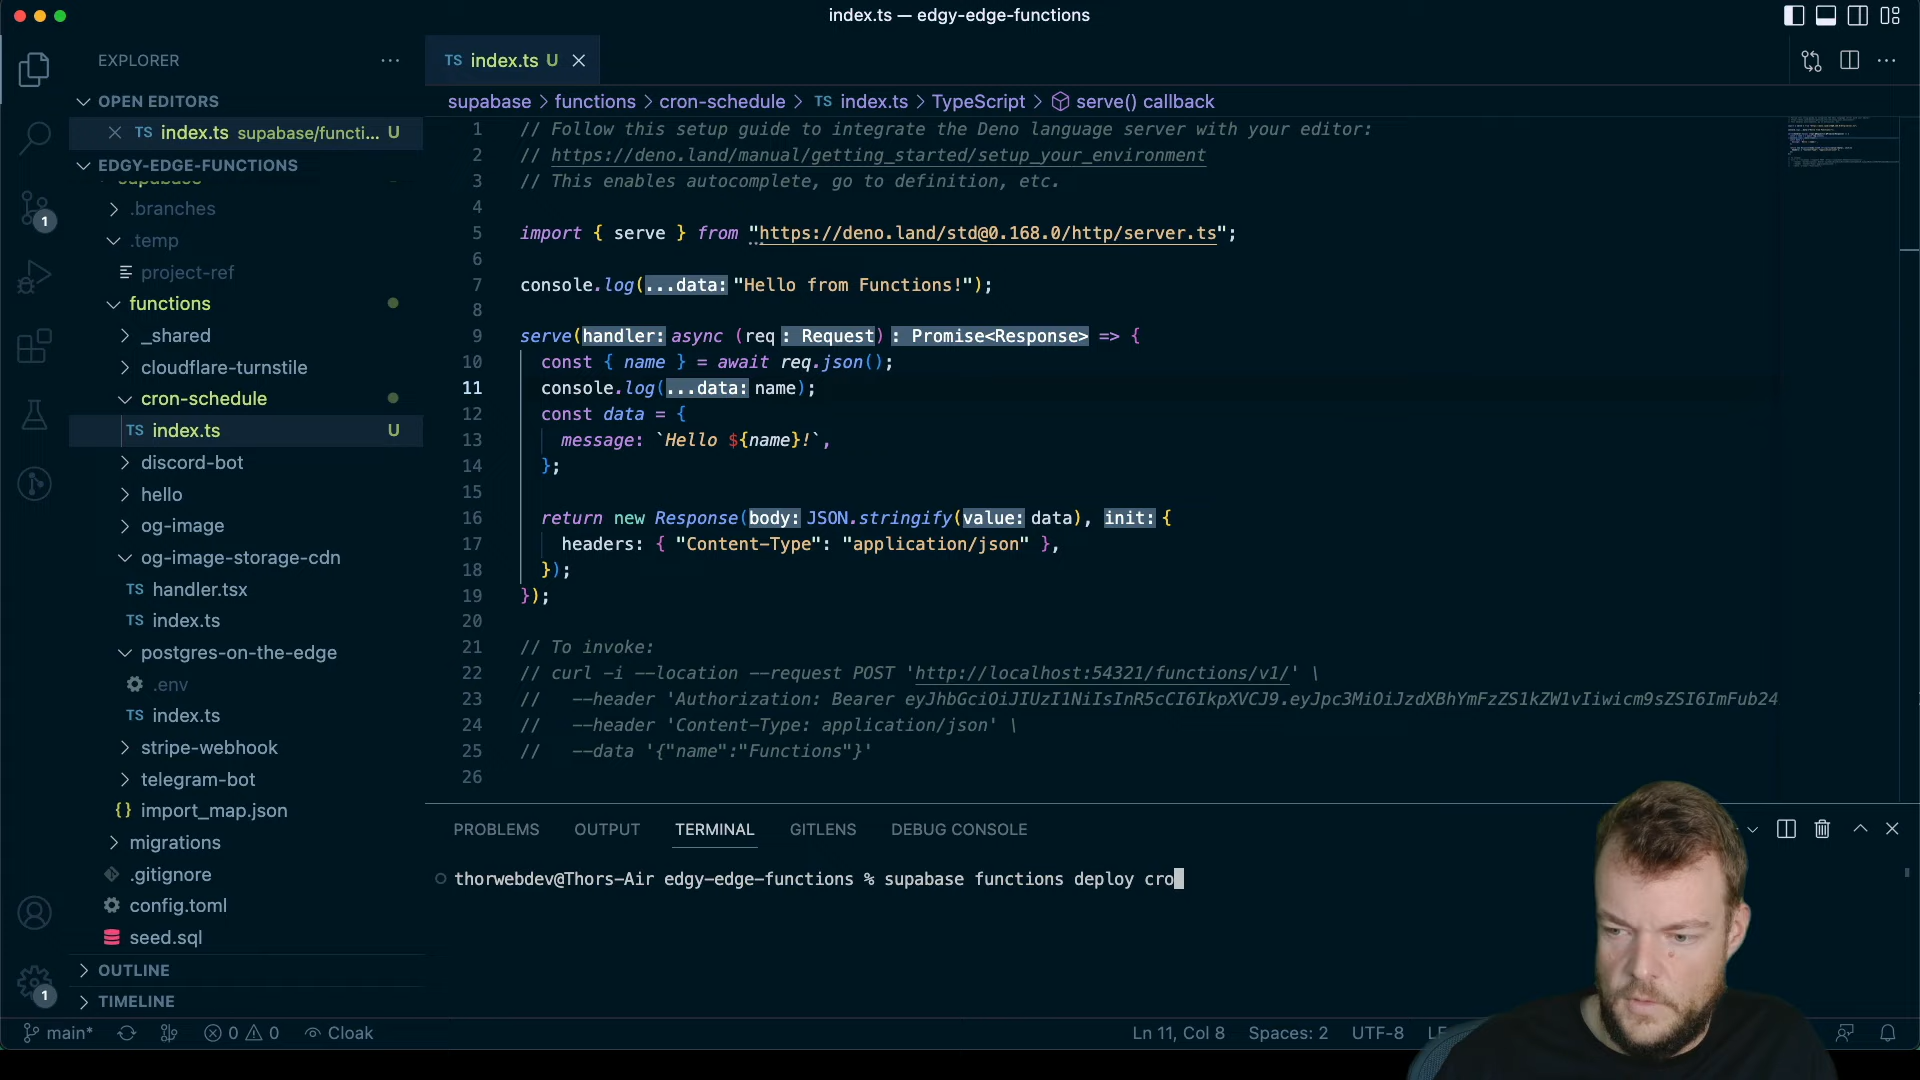 index.ts — edgy-edge-functions
EXPLORER
OPEN EDITORS
TS index.ts supabase/functi... U
EDGY-EDGE-FUNCTIONS
supabase
.branches
.temp
project-ref
functions
_shared
cloudflare-turnstile
cron-schedule
TS index.ts U
discord-bot
hello
og-image
og-image-storage-cdn
TS handler.tsx
TS index.ts
postgres-on-the-edge
.env
TS index.ts
stripe-webhook
telegram-bot
{} import_map.json
migrations
.gitignore
config.toml
seed.sql
OUTLINE
TIMELINE
1
1
TS index.ts U
supabase > functions > cron-schedule > TS index.ts > TypeScript > serve() callback
1 // Follow this setup guide to integrate the Deno language server with your editor:
2 // https://deno.land/manual/getting_started/setup_your_environment
3 // This enables autocomplete, go to definition, etc.
4
5 import { serve } from "https://deno.land/std@0.168.0/http/server.ts";
6
7 console.log(...data: "Hello from Functions!");
8
9 serve(handler: async (req: Request): Promise<Response> => {
10 const { name } = await req.json();
11 console.log(...data: name);
12 const data = {
13 message: `Hello ${name}!`,
14 };
15
16 return new Response(body: JSON.stringify(value: data), init: {
17 headers: { "Content-Type": "application/json" },
18 });
19 });
20
21 // To invoke:
22 // curl -i --location --request POST 'http://localhost:54321/functions/v1/' \
23 // --header 'Authorization: Bearer eyJhbGciOiJIUzI1NiIsInR5cCI6IkpXVCJ9.eyJpc3MiOiJzdXBhYmFzZS1kZW1vIiwicm9sZSI6ImFub24
24 // --header 'Content-Type: application/json' \
25 // --data '{"name":"Functions"}'
26
PROBLEMS OUTPUT TERMINAL GITLENS DEBUG CONSOLE
thorwebdev@Thors-Air edgy-edge-functions % supabase functions deploy cro
main* 0 0 Cloak Ln 11, Col 8 Spaces: 2 UTF-8 LF